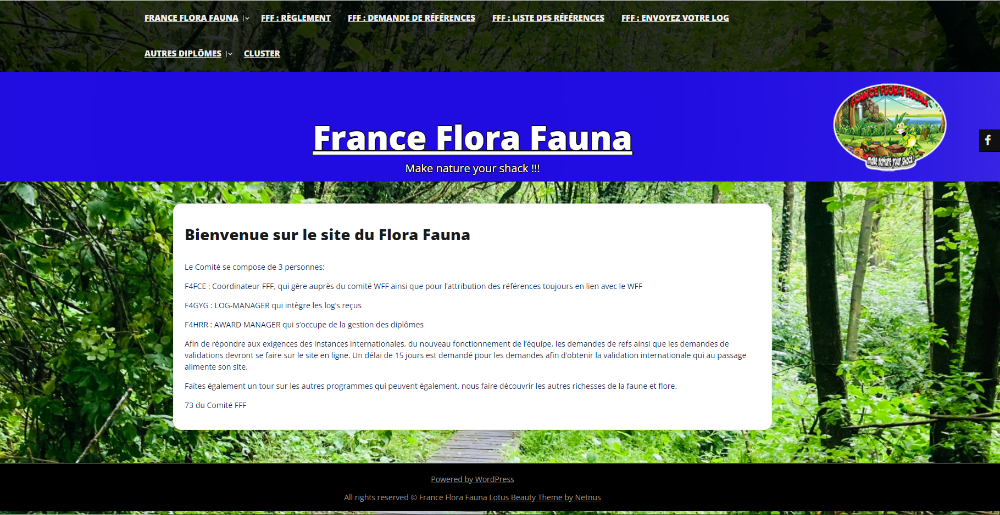 FRANCE FLORA FAUNA
FFF : RÈGLEMENT
FFF : DEMANDE DE RÉFÉRENCES
FFF : LISTE DES RÉFÉRENCES
FFF : ENVOYEZ VOTRE LOG
AUTRES DIPLÔMES
CLUSTER
FRANCE FLORA FAUNA
make nature your shack !
France Flora Fauna
Make nature your shack !!!
Bienvenue sur le site du Flora Fauna
Le Comité se compose de 3 personnes:
F4FCE : Coordinateur FFF, qui gère auprès du comité WFF ainsi que pour l’attribution des références toujours en lien avec le WFF
F4GYG : LOG-MANAGER qui intègre les log’s reçus
F4HRR : AWARD MANAGER qui s’occupe de la gestion des diplômes
Afin de répondre aux exigences des instances internationales, du nouveau fonctionnement de l’équipe, les demandes de refs ainsi que les demandes de
validations devront se faire sur le site en ligne. Un délai de 15 jours est demandé pour les demandes afin d’obtenir la validation internationale qui au passage
alimente son site.
Faites également un tour sur les autres programmes qui peuvent également, nous faire découvrir les autres richesses de la faune et flore.
73 du Comité FFF
Powered by WordPress
All rights reserved © France Flora Fauna Lotus Beauty Theme by Netnus